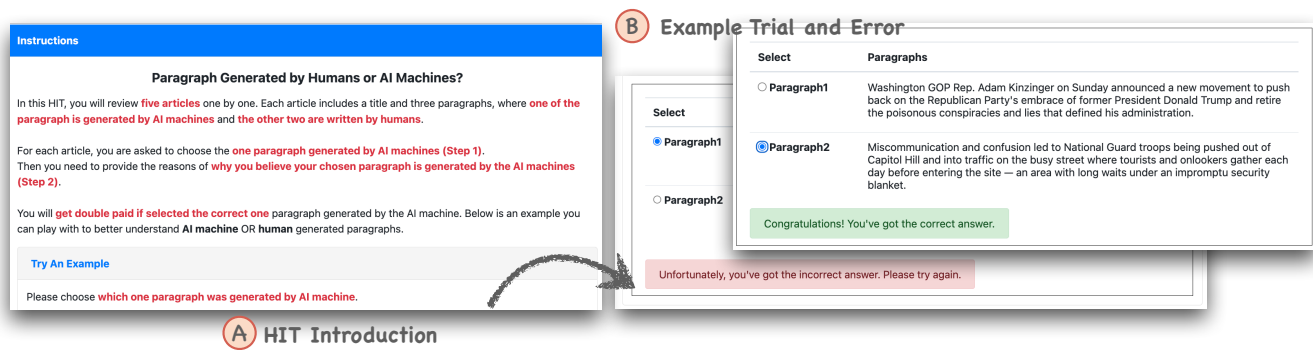 Instructions
Paragraph Generated by Humans or AI Machines?
In this HIT, you will review five articles one by one. Each article includes a title and three paragraphs, where one of the
paragraph is generated by AI machines and the other two are written by humans.
For each article, you are asked to choose the one paragraph generated by AI machines (Step 1).
Then you need to provide the reasons of why you believe your chosen paragraph is generated by the AI machines
(Step 2).
You will get double paid if selected the correct one paragraph generated by the AI machine. Below is an example you
can play with to better understand AI machine OR human generated paragraphs.
Try An Example
Please choose which one paragraph was generated by AI machine.
A HIT Introduction
B Example Trial and Error
Select
Paragraph1
Paragraph2
Unfortunately, you've got the incorrect answer. Please try again.
Select Paragraphs
Paragraph1 Washington GOP Rep. Adam Kinzinger on Sunday announced a new movement to push
back on the Republican Party's embrace of former President Donald Trump and retire
the poisonous conspiracies and lies that defined his administration.
Paragraph2 Miscommunication and confusion led to National Guard troops being pushed out of
Capitol Hill and into traffic on the busy street where tourists and onlookers gather each
day before entering the site — an area with long waits under an impromptu security
blanket.
Congratulations! You've got the correct answer.